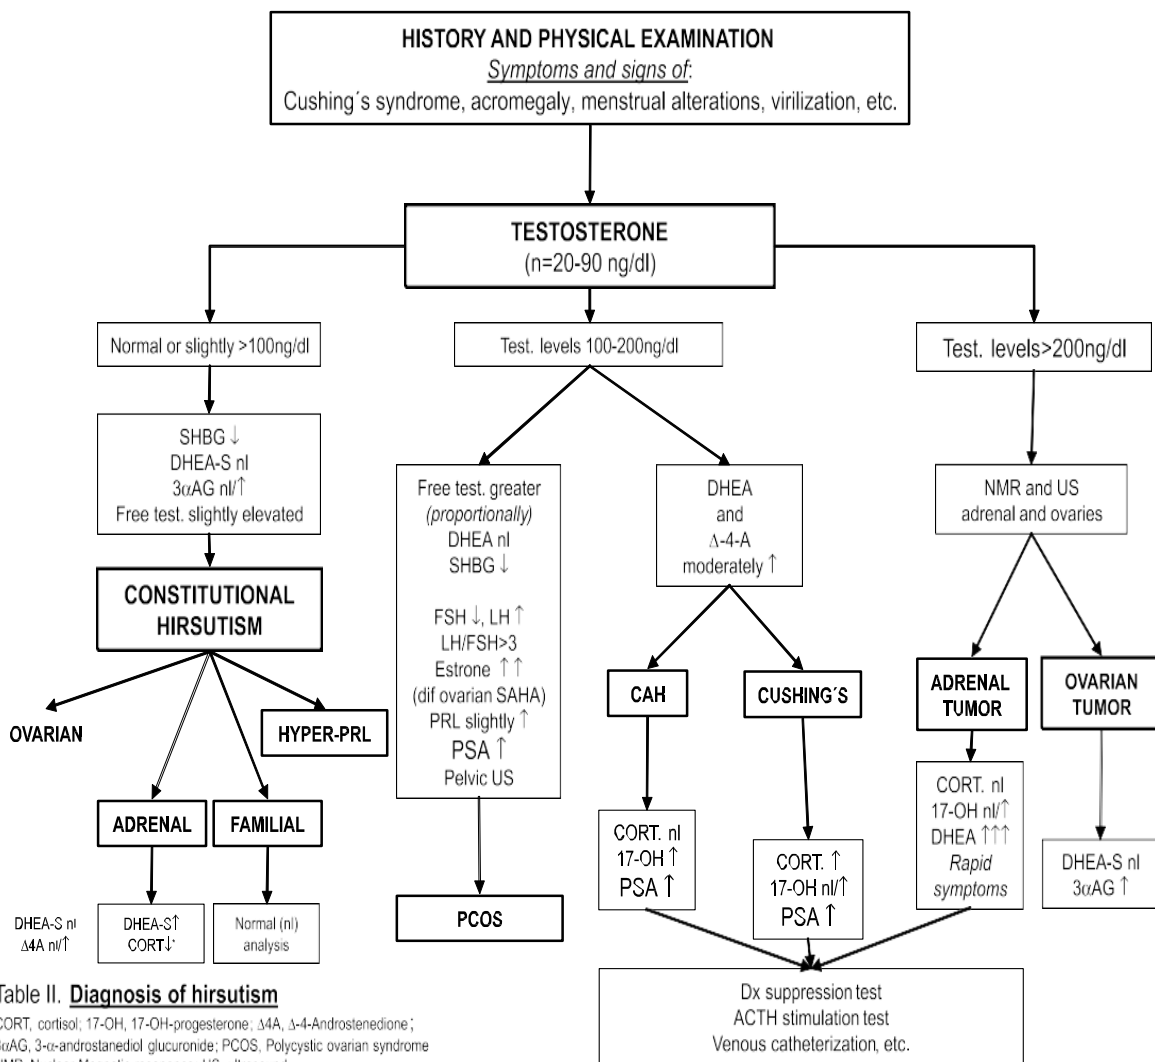 HISTORY AND PHYSICAL EXAMINATION
Symptoms and signs of:
Cushing´s syndrome, acromegaly, menstrual alterations, virilization, etc.
TESTOSTERONE
(n=20-90 ng/dl)
Normal or slightly >100ng/dl
Test. levels 100-200ng/dl
Test. levels>200ng/dl
SHBG ↓
DHEA-S nl
3αAG nl/↑
Free test. slightly elevated
Free test. greater
(proportionally)
DHEA nl
SHBG ↓
FSH ↓, LH ↑
LH/FSH>3
Estrone ↑ ↑
(dif ovarian SAHA)
PRL slightly ↑
PSA ↑
Pelvic US
DHEA
and
Δ-4-A
moderately ↑
NMR and US
adrenal and ovaries
CONSTITUTIONAL
HIRSUTISM
OVARIAN
HYPER-PRL
ADRENAL
FAMILIAL
CAH
CUSHING´S
ADRENAL
TUMOR
OVARIAN
TUMOR
DHEA-S nl
Δ4A nl/↑
DHEA-S↑
CORT↓*
Normal (nl)
analysis
PCOS
CORT. nl
17-OH ↑
PSA ↑
CORT. ↑
17-OH nl/↑
PSA ↑
CORT. nl
17-OH nl/↑
DHEA ↑↑↑
Rapid
symptoms
DHEA-S nl
3αAG ↑
Dx suppression test
ACTH stimulation test
Venous catheterization, etc.
Table II. Diagnosis of hirsutism
CORT, cortisol; 17-OH, 17-OH-progesterone; Δ4A, Δ-4-Androstenedione;
3αAG, 3-α-androstanediol glucuronide; PCOS, Polycystic ovarian syndrome